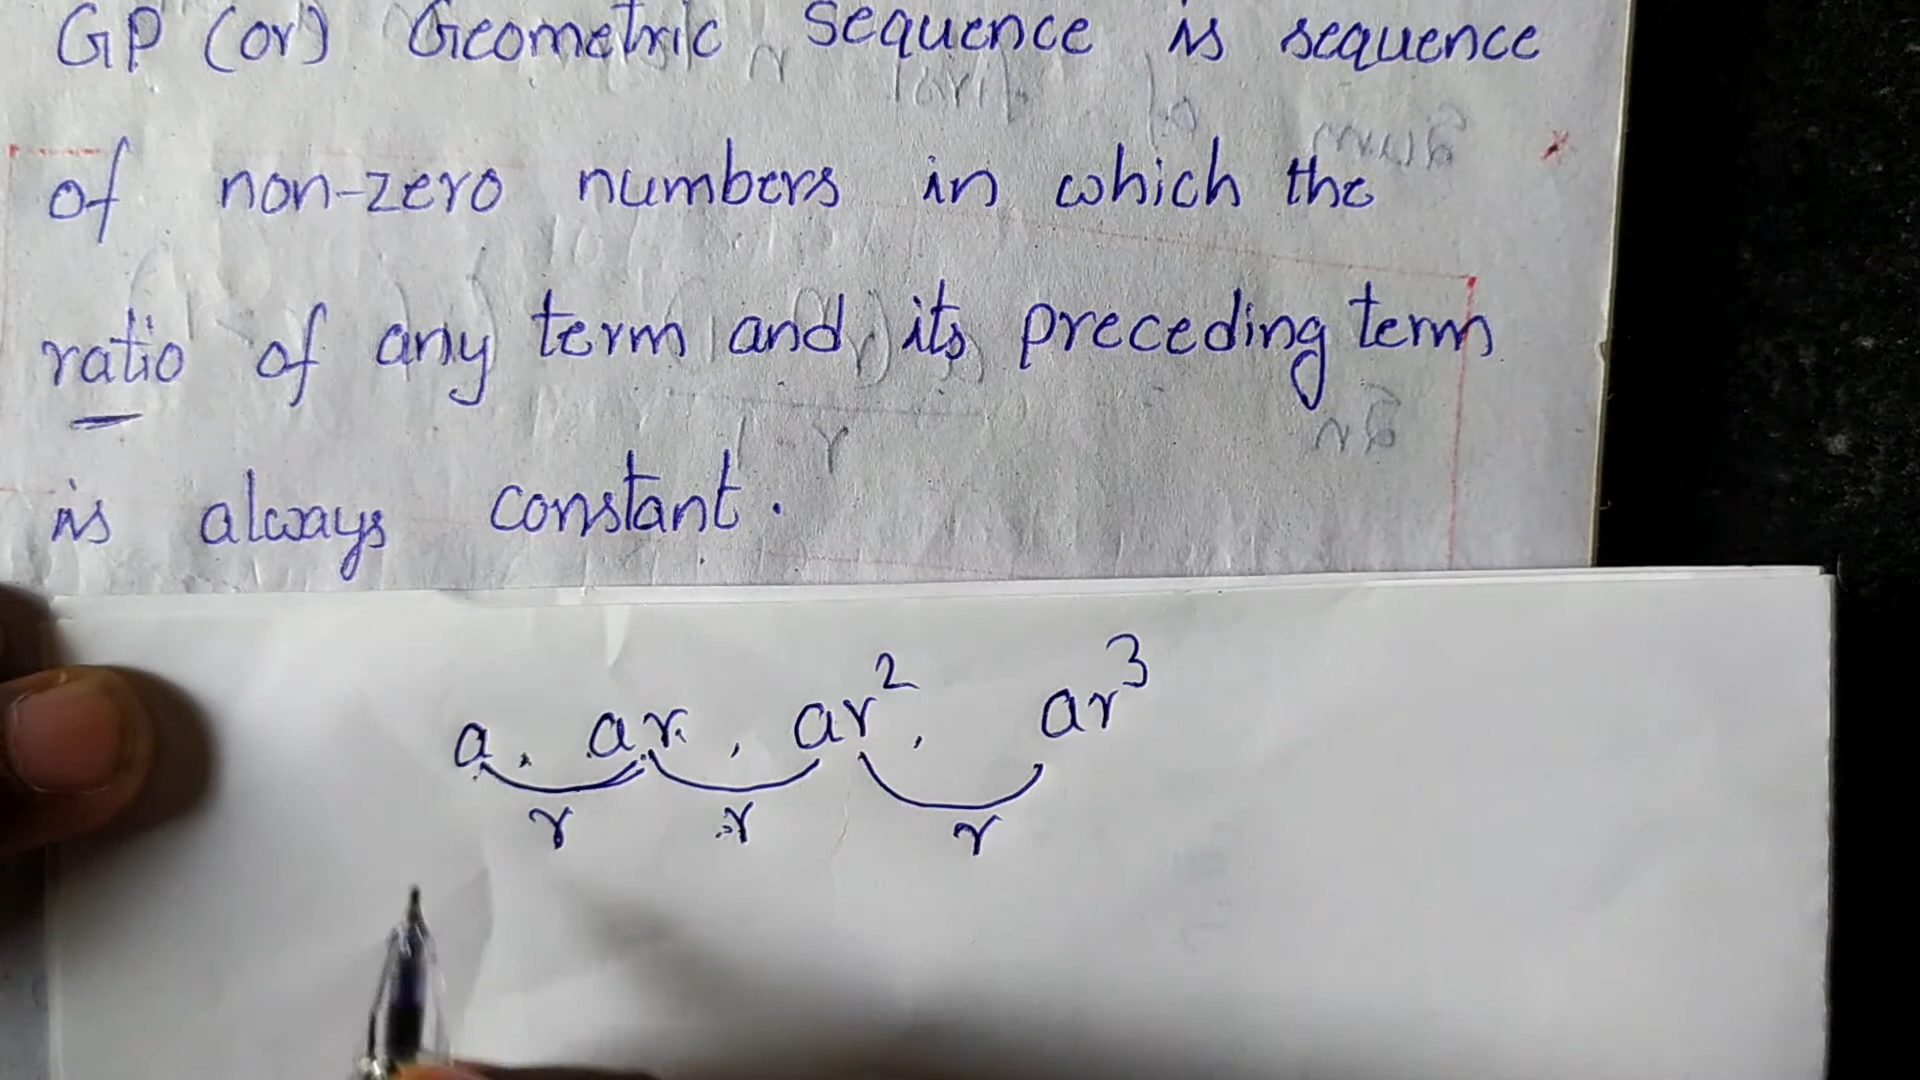 GP (or) Geometric Sequence is sequence
of non-zero numbers in which the
ratio of any term and its preceding term
is always constant.
a, ar, ar², ar³
r r r